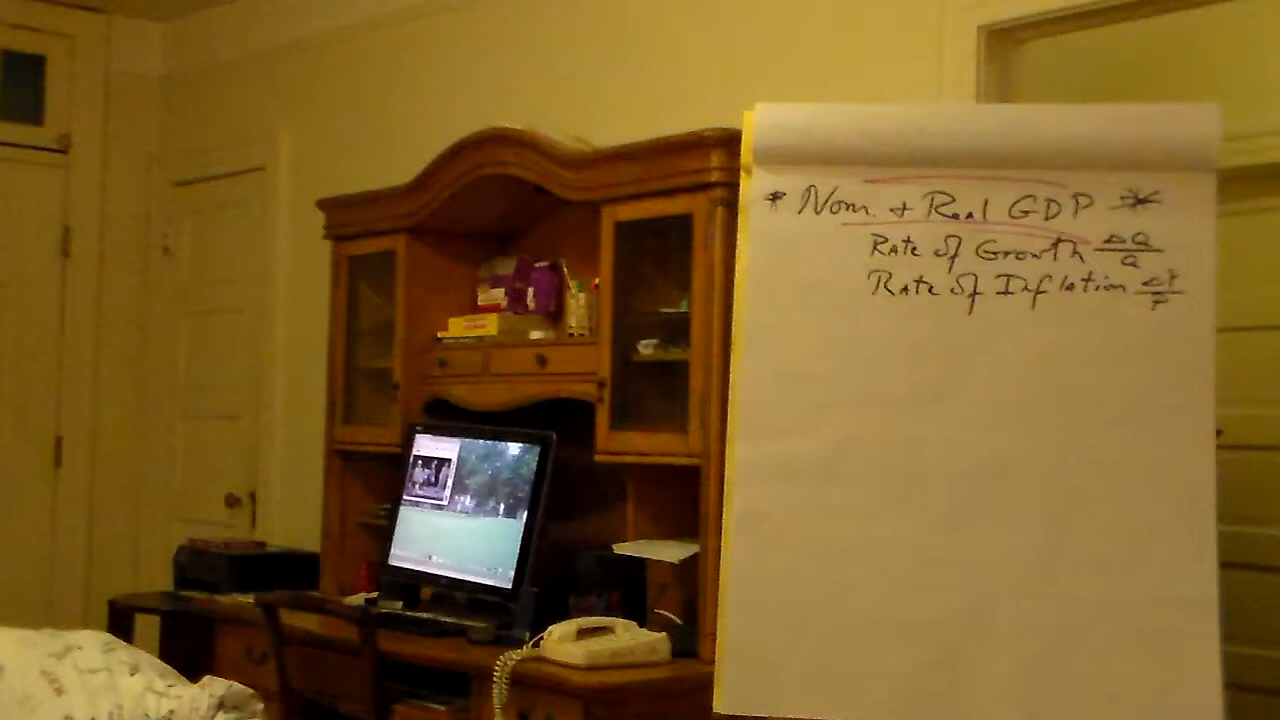 * Nom. + Real GDP *
Rate of Growth ΔQ/Q
Rate of Inflation ΔP/P